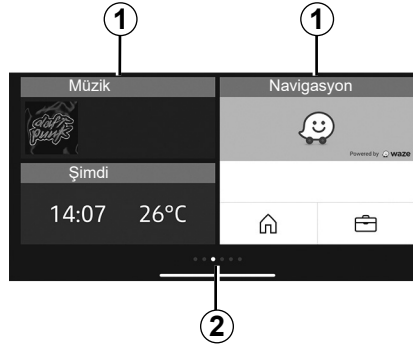 1 1
Müzik
daft punk
Şimdi
14:07 26°C
Navigasyon
Powered by waze
2